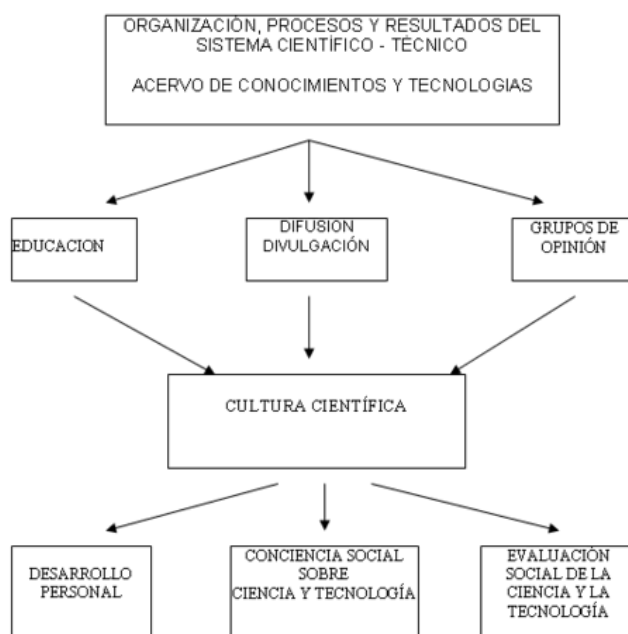 ORGANIZACIÓN, PROCESOS Y RESULTADOS DEL
SISTEMA CIENTÍFICO - TÉCNICO
ACERVO DE CONOCIMIENTOS Y TECNOLOGIAS
EDUCACION
DIFUSION
DIVULGACIÓN
GRUPOS DE
OPINIÓN
CULTURA CIENTÍFICA
DESARROLLO
PERSONAL
CONCIENCIA SOCIAL
SOBRE
CIENCIA Y TECNOLOGÍA
EVALUACIÓN
SOCIAL DE LA
CIENCIA Y LA
TECNOLOGÍA